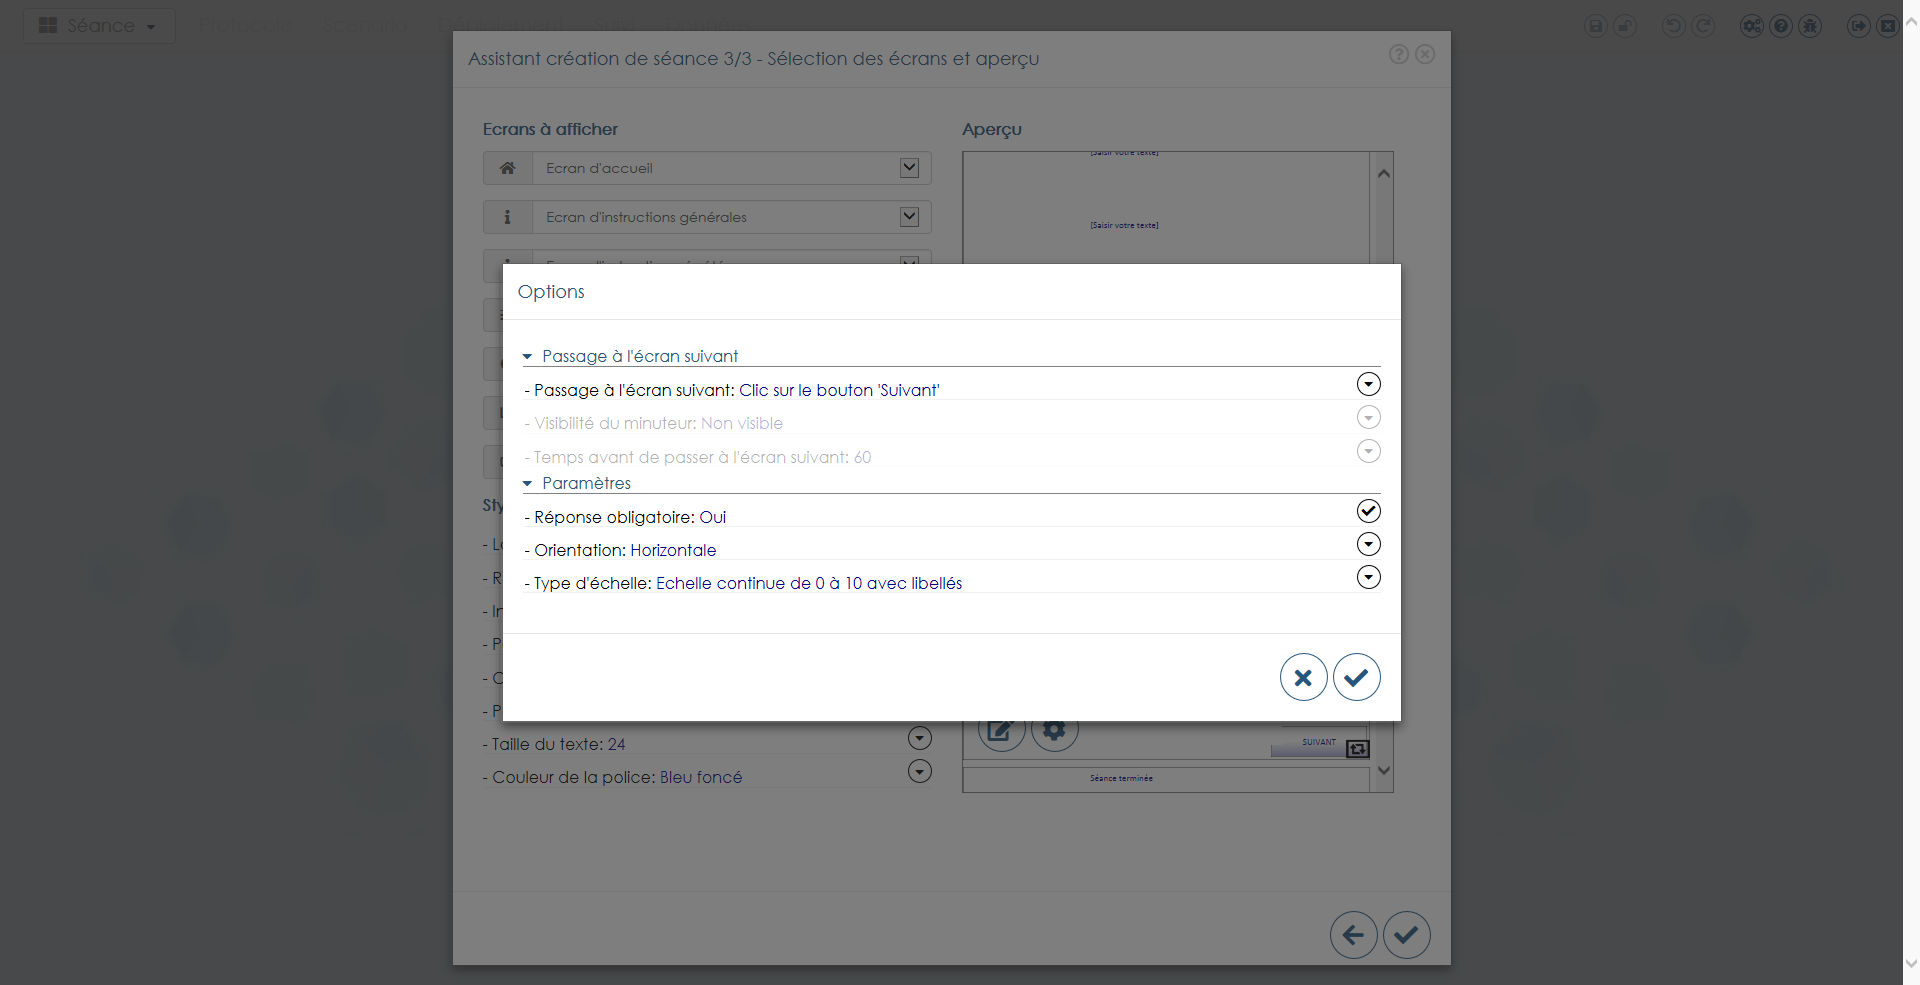 Séance
Assistant création de séance 3/3 - Sélection des écrans et aperçu
Ecrans à afficher
Aperçu
Ecran d'accueil
[Saisir votre texte]
Ecran d'instructions générales
[Saisir votre texte]
Options
Passage à l'écran suivant
- Passage à l'écran suivant: Clic sur le bouton 'Suivant'
- Visibilité du minuteur: Non visible
- Temps avant de passer à l'écran suivant: 60
Paramètres
- Réponse obligatoire: Oui
- Orientation: Horizontale
- Type d'échelle: Echelle continue de 0 à 10 avec libellés
- Taille du texte: 24
SUIVANT
- Couleur de la police: Bleu foncé
Séance terminée